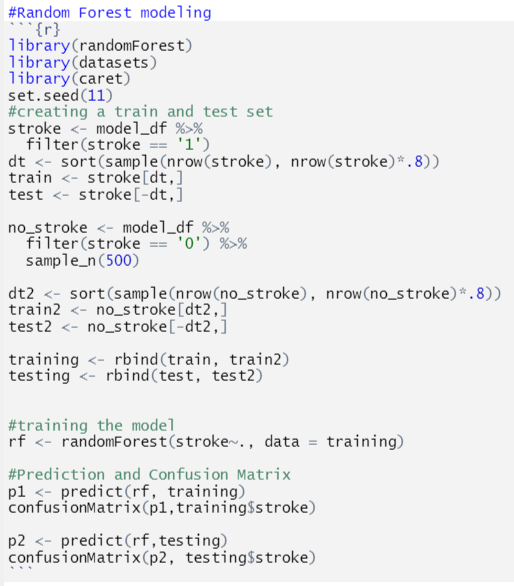 #Random Forest modeling
```{r}
library(randomForest)
library(datasets)
library(caret)
set.seed(11)
#creating a train and test set
stroke <- model_df %>%
  filter(stroke == '1')
dt <- sort(sample(nrow(stroke), nrow(stroke)*.8))
train <- stroke[dt,]
test <- stroke[-dt,]

no_stroke <- model_df %>%
  filter(stroke == '0') %>%
  sample_n(500)

dt2 <- sort(sample(nrow(no_stroke), nrow(no_stroke)*.8))
train2 <- no_stroke[dt2,]
test2 <- no_stroke[-dt2,]

training <- rbind(train, train2)
testing <- rbind(test, test2)

#training the model
rf <- randomForest(stroke~., data = training)

#Prediction and Confusion Matrix
p1 <- predict(rf, training)
confusionMatrix(p1,training$stroke)

p2 <- predict(rf,testing)
confusionMatrix(p2, testing$stroke)
```